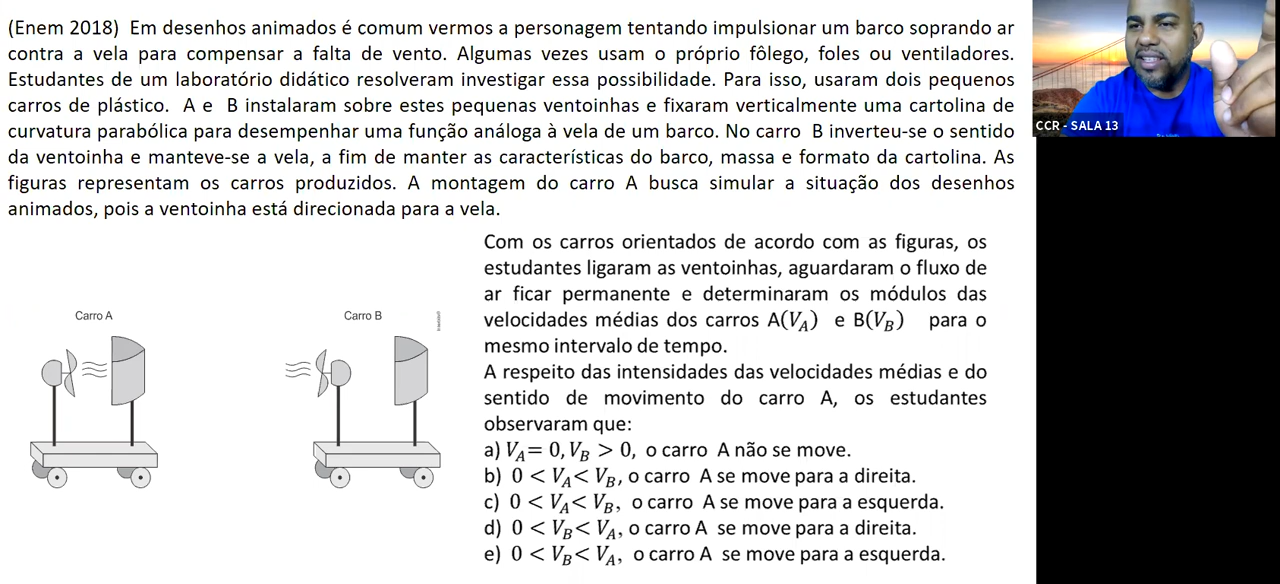 (Enem 2018) Em desenhos animados é comum vermos a personagem tentando impulsionar um barco soprando ar
contra a vela para compensar a falta de vento. Algumas vezes usam o próprio fôlego, foles ou ventiladores.
Estudantes de um laboratório didático resolveram investigar essa possibilidade. Para isso, usaram dois pequenos
carros de plástico. A e B instalaram sobre estes pequenas ventoinhas e fixaram verticalmente uma cartolina de
curvatura parabólica para desempenhar uma função análoga à vela de um barco. No carro B inverteu-se o sentido
da ventoinha e manteve-se a vela, a fim de manter as características do barco, massa e formato da cartolina. As
figuras representam os carros produzidos. A montagem do carro A busca simular a situação dos desenhos
animados, pois a ventoinha está direcionada para a vela.
CCR - SALA 13
Carro A
Carro B
Com os carros orientados de acordo com as figuras, os
estudantes ligaram as ventoinhas, aguardaram o fluxo de
ar ficar permanente e determinaram os módulos das
velocidades médias dos carros A(V_A) e B(V_B) para o
mesmo intervalo de tempo.
A respeito das intensidades das velocidades médias e do
sentido de movimento do carro A, os estudantes
observaram que:
a) V_A = 0, V_B > 0, o carro A não se move.
b) 0 < V_A < V_B, o carro A se move para a direita.
c) 0 < V_A < V_B, o carro A se move para a esquerda.
d) 0 < V_B < V_A, o carro A se move para a direita.
e) 0 < V_B < V_A, o carro A se move para a esquerda.